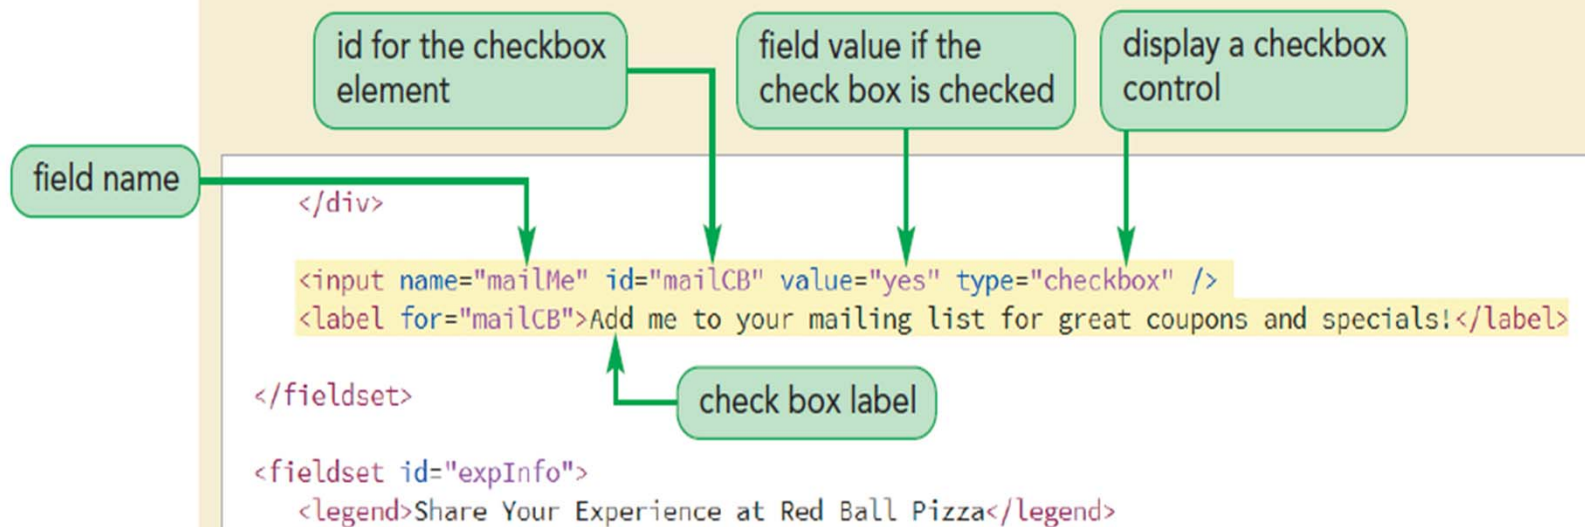 id for the checkbox
element
field value if the
check box is checked
display a checkbox
control
field name
</div>
<input name="mailMe" id="mailCB" value="yes" type="checkbox" />
<label for="mailCB">Add me to your mailing list for great coupons and specials!</label>
check box label
</fieldset>
<fieldset id="expInfo">
<legend>Share Your Experience at Red Ball Pizza</legend>